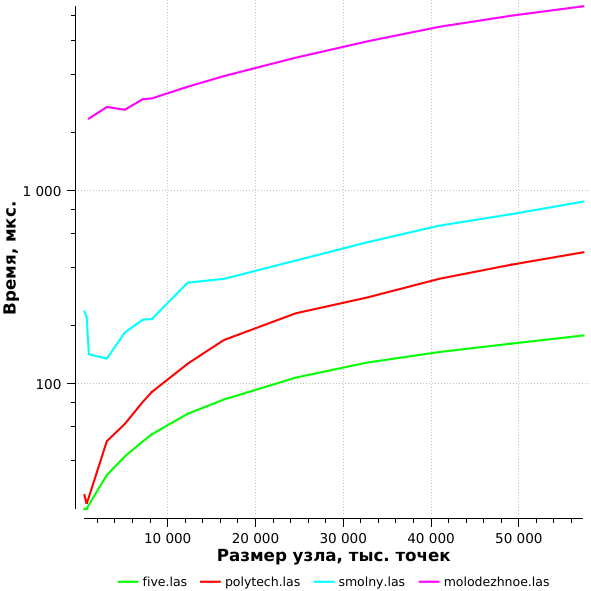 Время, мкс.
1 000
100
10 000 20 000 30 000 40 000 50 000
Размер узла, тыс. точек
five.las polytech.las smolny.las molodezhnoe.las